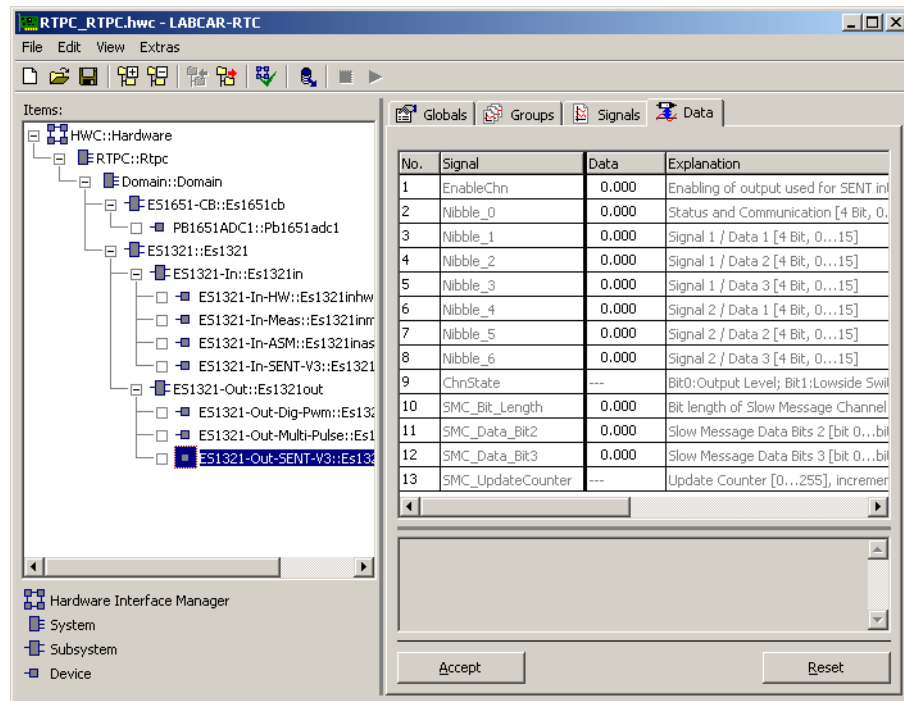 RTPC_RTPC.hwc - LABCAR-RTC
File Edit View Extras
Items:
HWC::Hardware
RTPC::Rtpc
Domain::Domain
ES1651-CB::Es1651cb
PB1651ADC1::Pb1651adc1
ES1321::Es1321
ES1321-In::Es1321in
ES1321-In-HW::Es1321inhw
ES1321-In-Meas::Es1321inm
ES1321-In-ASM::Es1321inas
ES1321-In-SENT-V3::Es1321
ES1321-Out::Es1321out
ES1321-Out-Dig-Pwm::Es132
ES1321-Out-Multi-Pulse::Es1
ES1321-Out-SENT-V3::Es132
Hardware Interface Manager
System
Subsystem
Device
Globals Groups Signals Data
No. Signal Data Explanation
1 EnableChn 0.000 Enabling of output used for SENT int
2 Nibble_0 0.000 Status and Communication [4 Bit, 0.
3 Nibble_1 0.000 Signal 1 / Data 1 [4 Bit, 0...15]
4 Nibble_2 0.000 Signal 1 / Data 2 [4 Bit, 0...15]
5 Nibble_3 0.000 Signal 1 / Data 3 [4 Bit, 0...15]
6 Nibble_4 0.000 Signal 2 / Data 1 [4 Bit, 0...15]
7 Nibble_5 0.000 Signal 2 / Data 2 [4 Bit, 0...15]
8 Nibble_6 0.000 Signal 2 / Data 3 [4 Bit, 0...15]
9 ChnState --- Bit0:Output Level; Bit1:Lowside Swi
10 SMC_Bit_Length 0.000 Bit length of Slow Message Channel
11 SMC_Data_Bit2 0.000 Slow Message Data Bits 2 [bit 0...bi
12 SMC_Data_Bit3 0.000 Slow Message Data Bits 3 [bit 0...bi
13 SMC_UpdateCounter --- Update Counter [0...255], incremer
Accept Reset